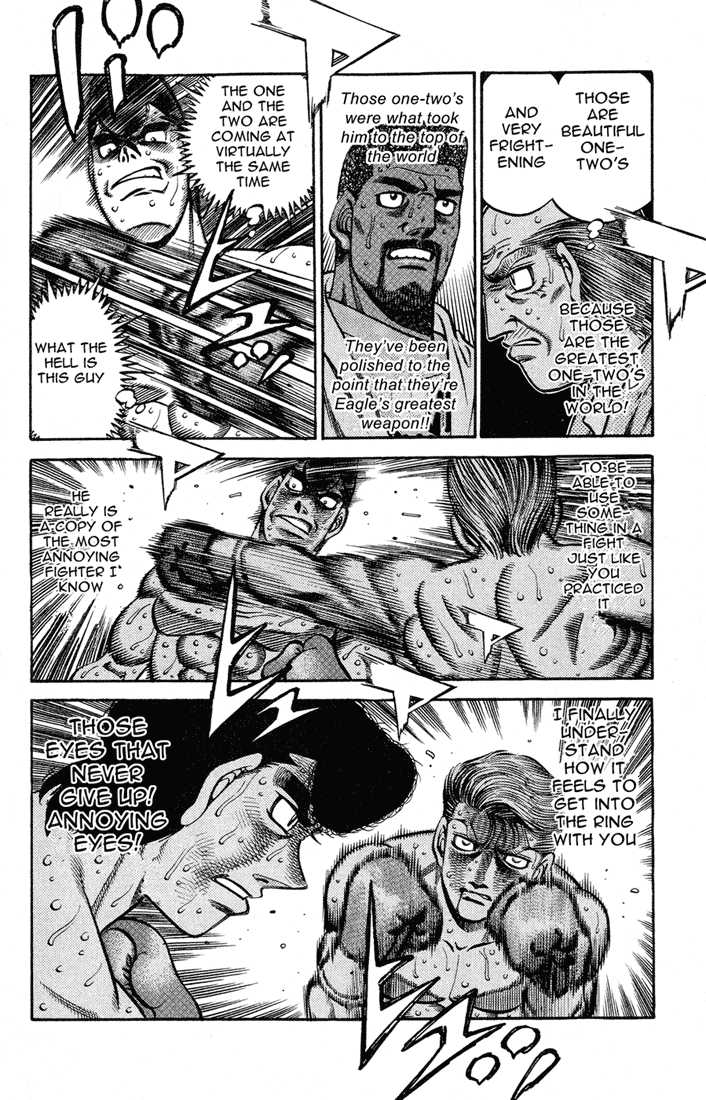 THOSE
ARE
BEAUTIFUL
ONE-
TWO'S
AND
VERY
FRIGHT-
ENING
BECAUSE
THOSE
ARE THE
GREATEST
ONE-TWO'S
IN THE
WORLD!
Those one-two's
were what took
him to the top of
the world
They've been
polished to the
point that they're
Eagle's greatest
weapon!!
THE ONE
AND THE
TWO ARE
COMING AT
VIRTUALLY
THE SAME
TIME
WHAT THE
HELL IS
THIS GUY
TO BE
ABLE TO
USE
SOME-
THING IN A
FIGHT
JUST LIKE
YOU
PRACTICED
IT
HE
REALLY IS
A COPY OF
THE MOST
ANNOYING
FIGHTER I
KNOW
I FINALLY
UNDER-
STAND
HOW IT
FEELS TO
GET INTO
THE RING
WITH YOU
THOSE
EYES THAT
NEVER
GIVE UP!
ANNOYING
EYES!